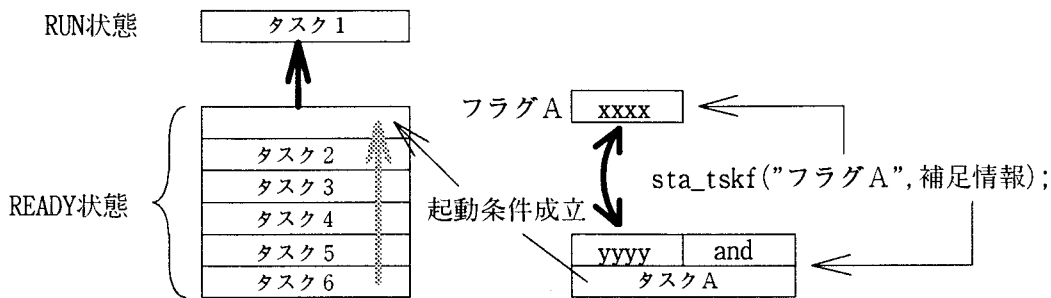 RUN状態
タスク1
フラグA
xxxx
タスク2
タスク3
タスク4
タスク5
タスク6
READY状態
sta_tskf("フラグA",補足情報);
起動条件成立
yyyy
and
タスクA